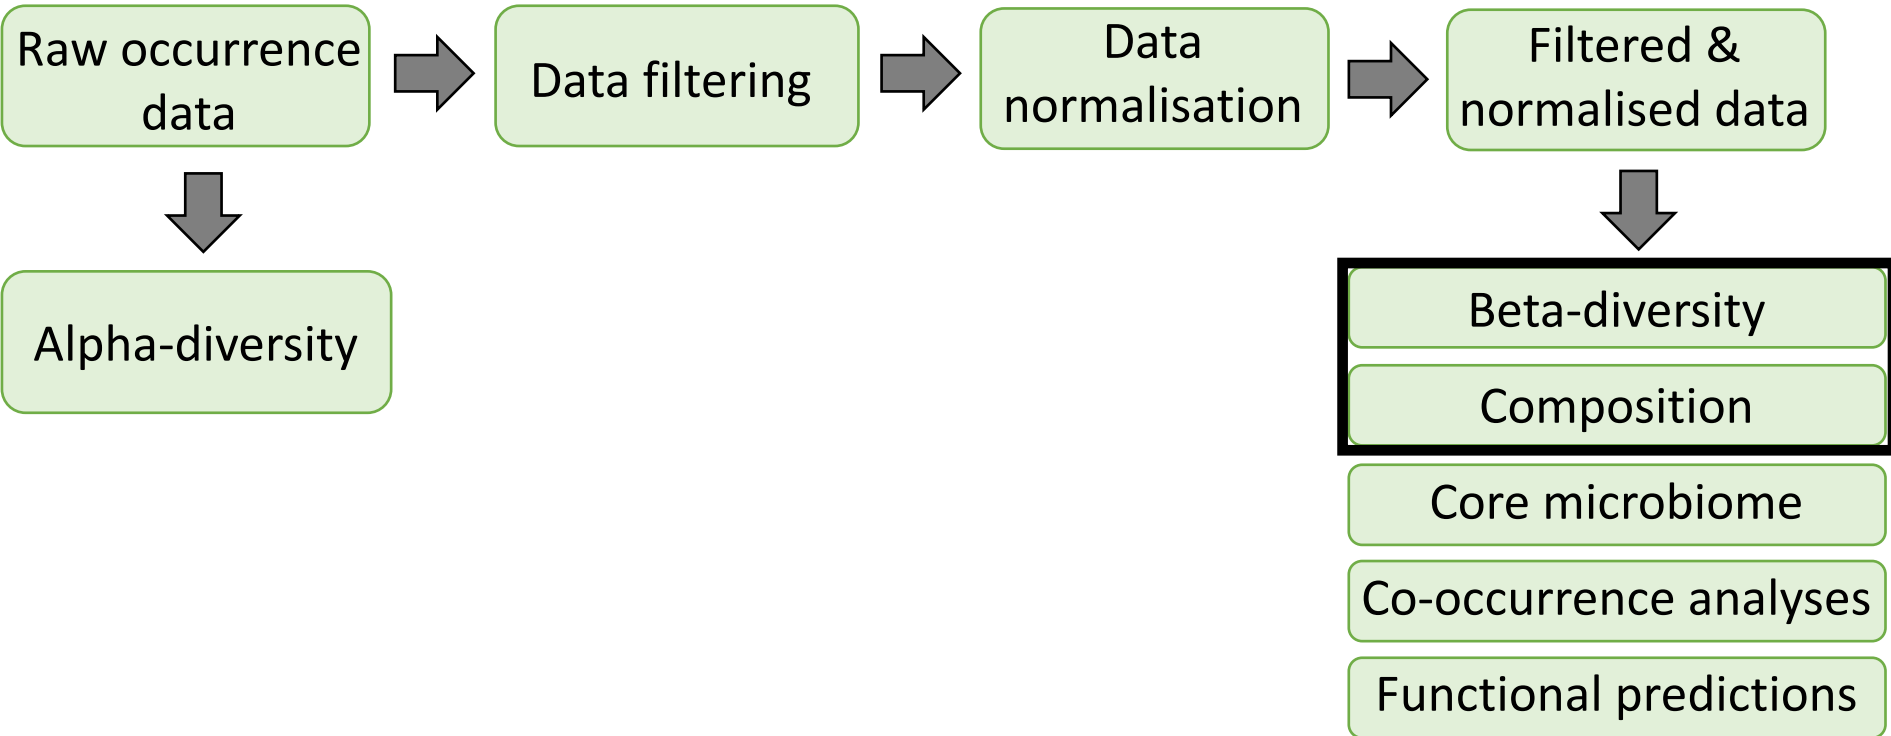 Raw occurrence
data
Data filtering
Data
normalisation
Filtered &
normalised data
Alpha-diversity
Beta-diversity
Composition
Core microbiome
Co-occurrence analyses
Functional predictions